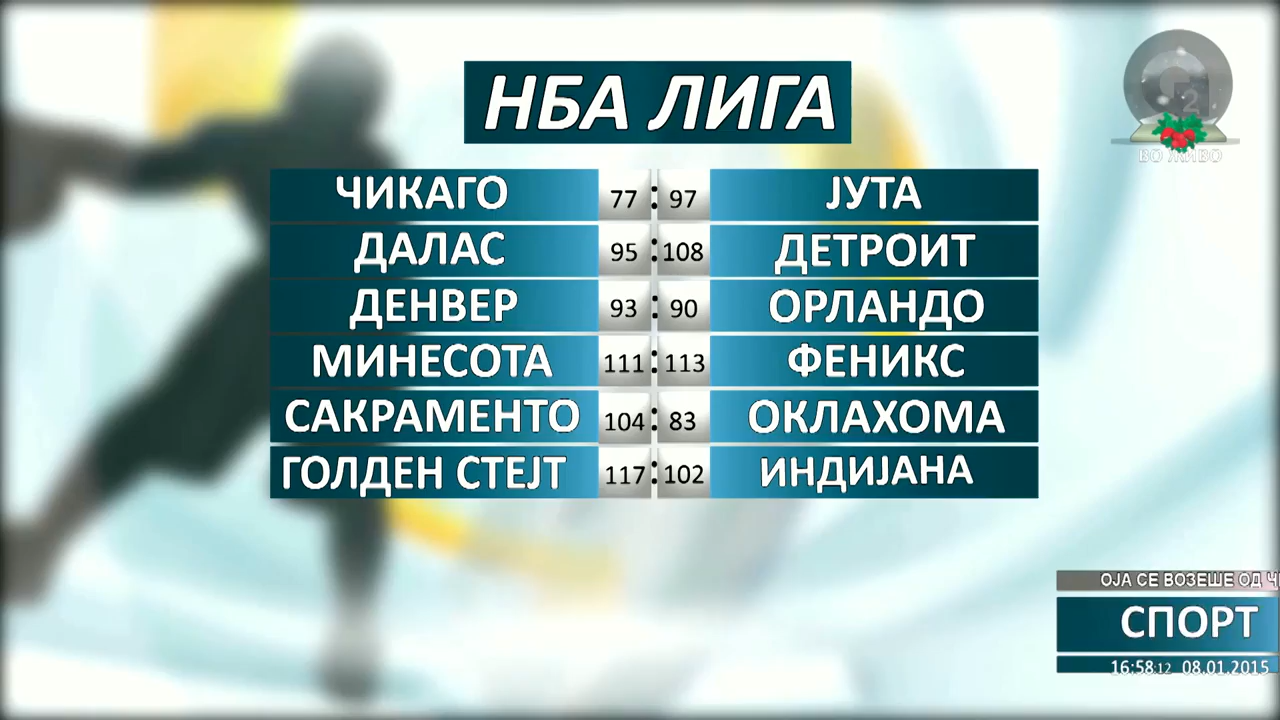 НБА ЛИГА
2
ВО ЖИВО
ЧИКАГО 77 : 97 ЈУТА
ДАЛАС 95 : 108 ДЕТРОИТ
ДЕНВЕР 93 : 90 ОРЛАНДО
МИНЕСОТА 111 : 113 ФЕНИКС
САКРАМЕНТО 104 : 83 ОКЛАХОМА
ГОЛДЕН СТЕЈТ 117 : 102 ИНДИЈАНА
ОЈА СЕ ВОЗЕШЕ ОД
СПОРТ
16:58:12 08.01.2015